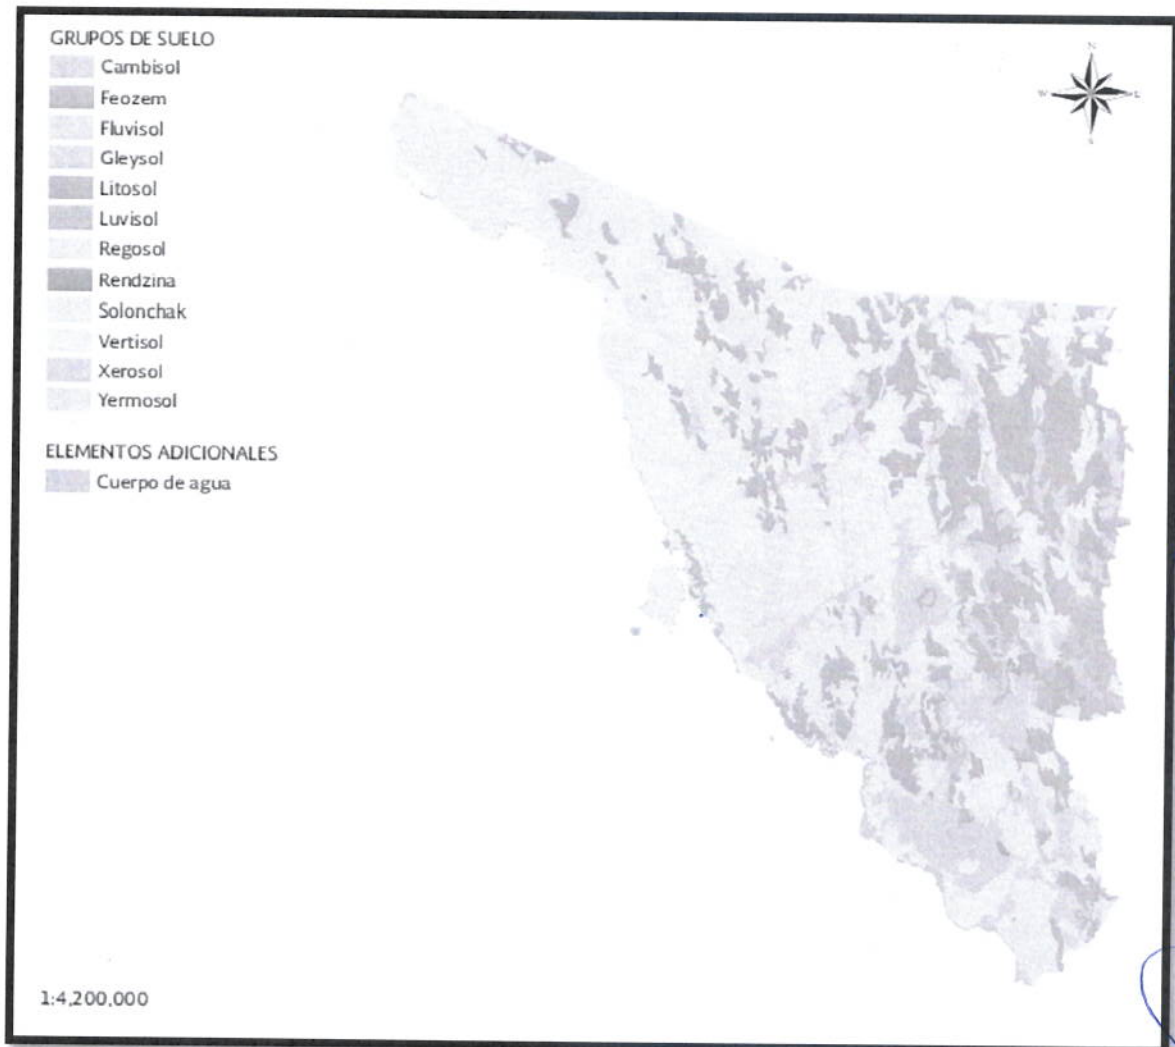 GRUPOS DE SUELO
Cambisol
Feozem
Fluvisol
Gleysol
Litosol
Luvisol
Regosol
Rendzina
Solonchak
Vertisol
Xerosol
Yermosol
ELEMENTOS ADICIONALES
Cuerpo de agua
N
W
E
S
1:4,200,000